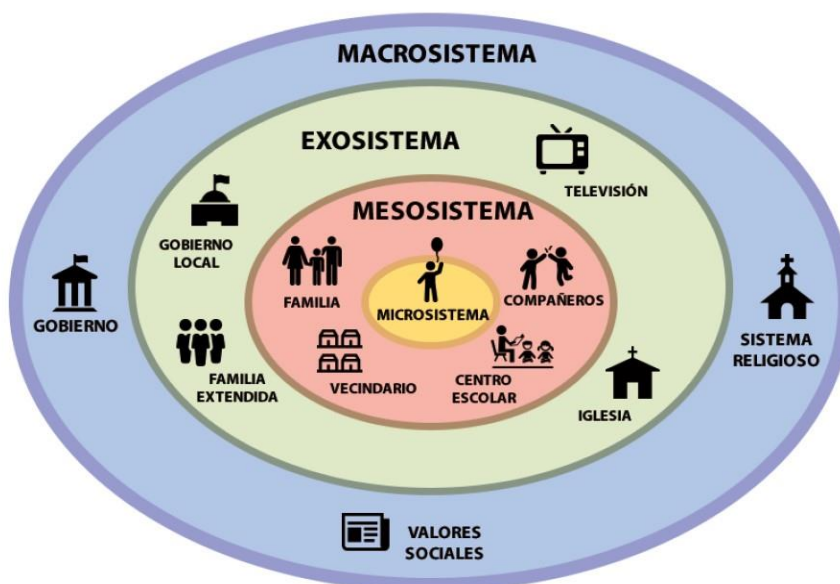 MACROSISTEMA
EXOSISTEMA
TELEVISIÓN
MESOSISTEMA
GOBIERNO
LOCAL
FAMILIA
COMPAÑEROS
MICROSISTEMA
GOBIERNO
SISTEMA
RELIGIOSO
FAMILIA
EXTENDIDA
VECINDARIO
CENTRO
ESCOLAR
IGLESIA
VALORES
SOCIALES